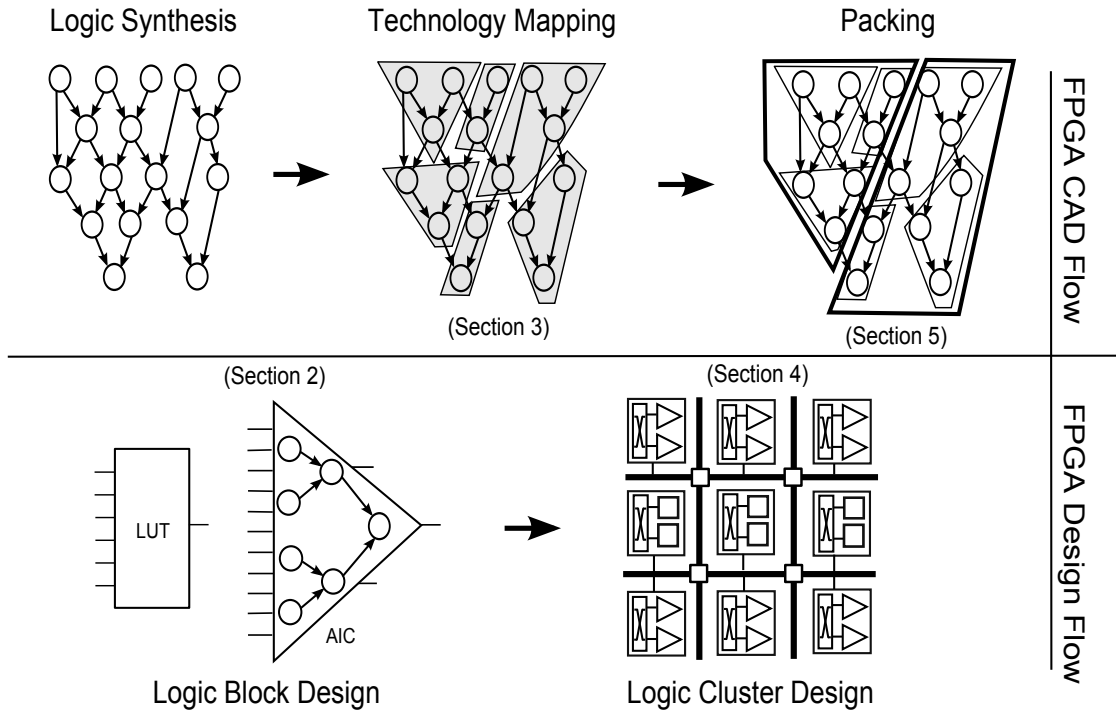 Logic Synthesis
Technology Mapping
Packing
(Section 3)
(Section 5)
FPGA CAD Flow
(Section 2)
(Section 4)
LUT
AIC
Logic Block Design
Logic Cluster Design
FPGA Design Flow